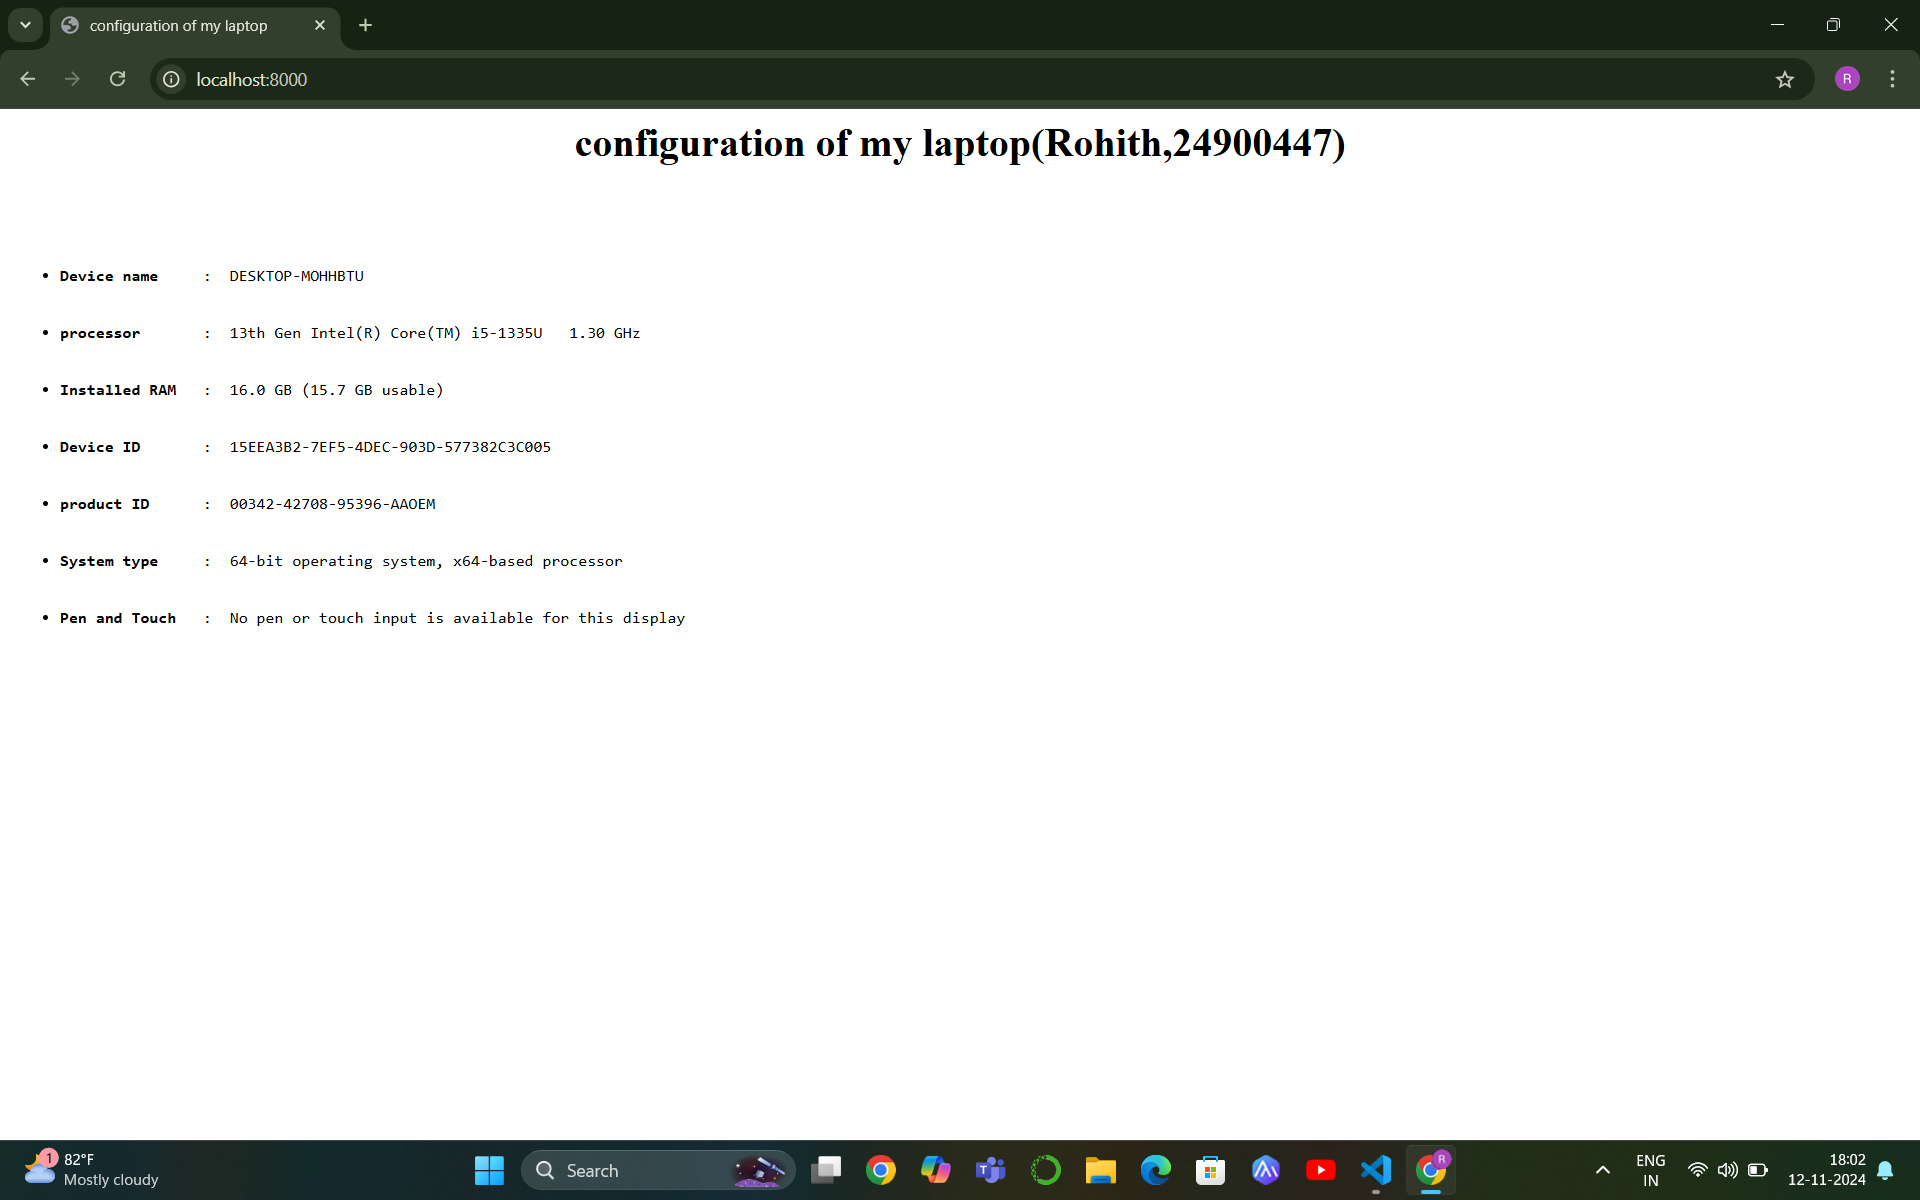 configuration of my laptop
localhost:8000
R
configuration of my laptop(Rohith,24900447)
• Device name : DESKTOP-MOHHBTU
• processor : 13th Gen Intel(R) Core(TM) i5-1335U 1.30 GHz
• Installed RAM : 16.0 GB (15.7 GB usable)
• Device ID : 15EEA3B2-7EF5-4DEC-903D-577382C3C005
• product ID : 00342-42708-95396-AAOEM
• System type : 64-bit operating system, x64-based processor
• Pen and Touch : No pen or touch input is available for this display
1
82°F
Mostly cloudy
Search
T
R
ENG
IN
18:02
12-11-2024